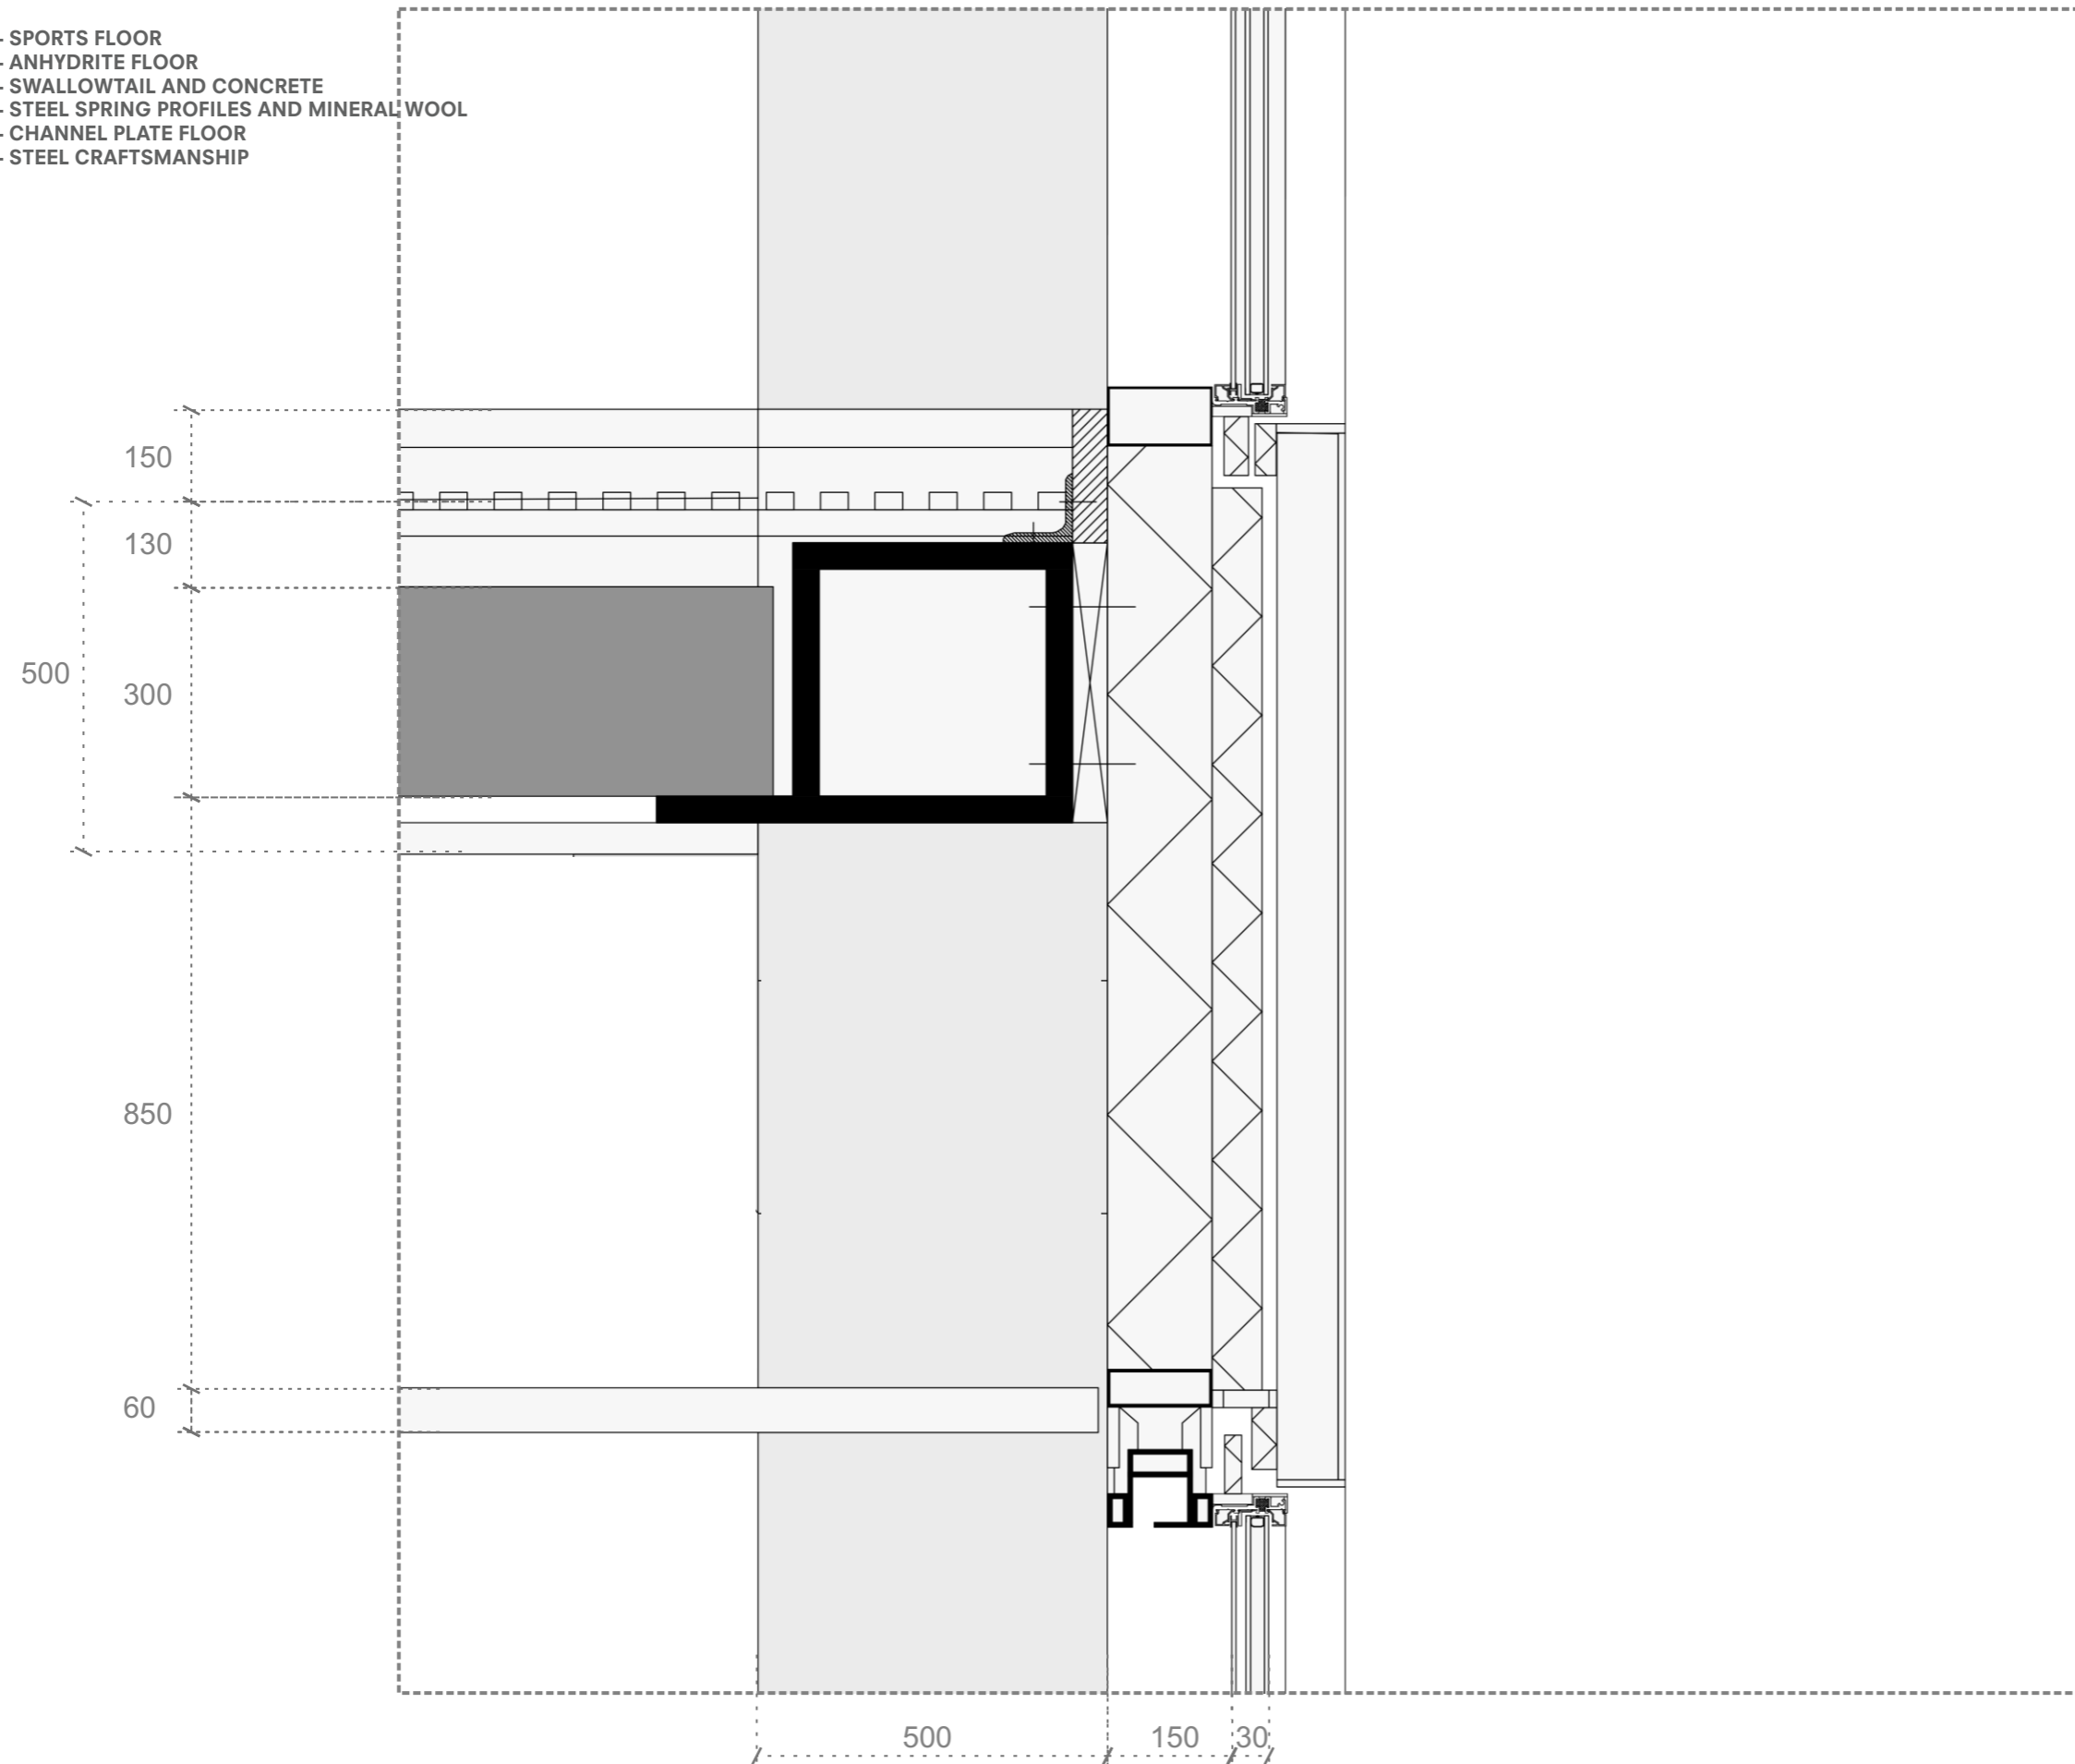 - SPORTS FLOOR
- ANHYDRITE FLOOR
- SWALLOWTAIL AND CONCRETE
- STEEL SPRING PROFILES AND MINERAL WOOL
- CHANNEL PLATE FLOOR
- STEEL CRAFTSMANSHIP
150
130
500
300
850
60
500
150
30